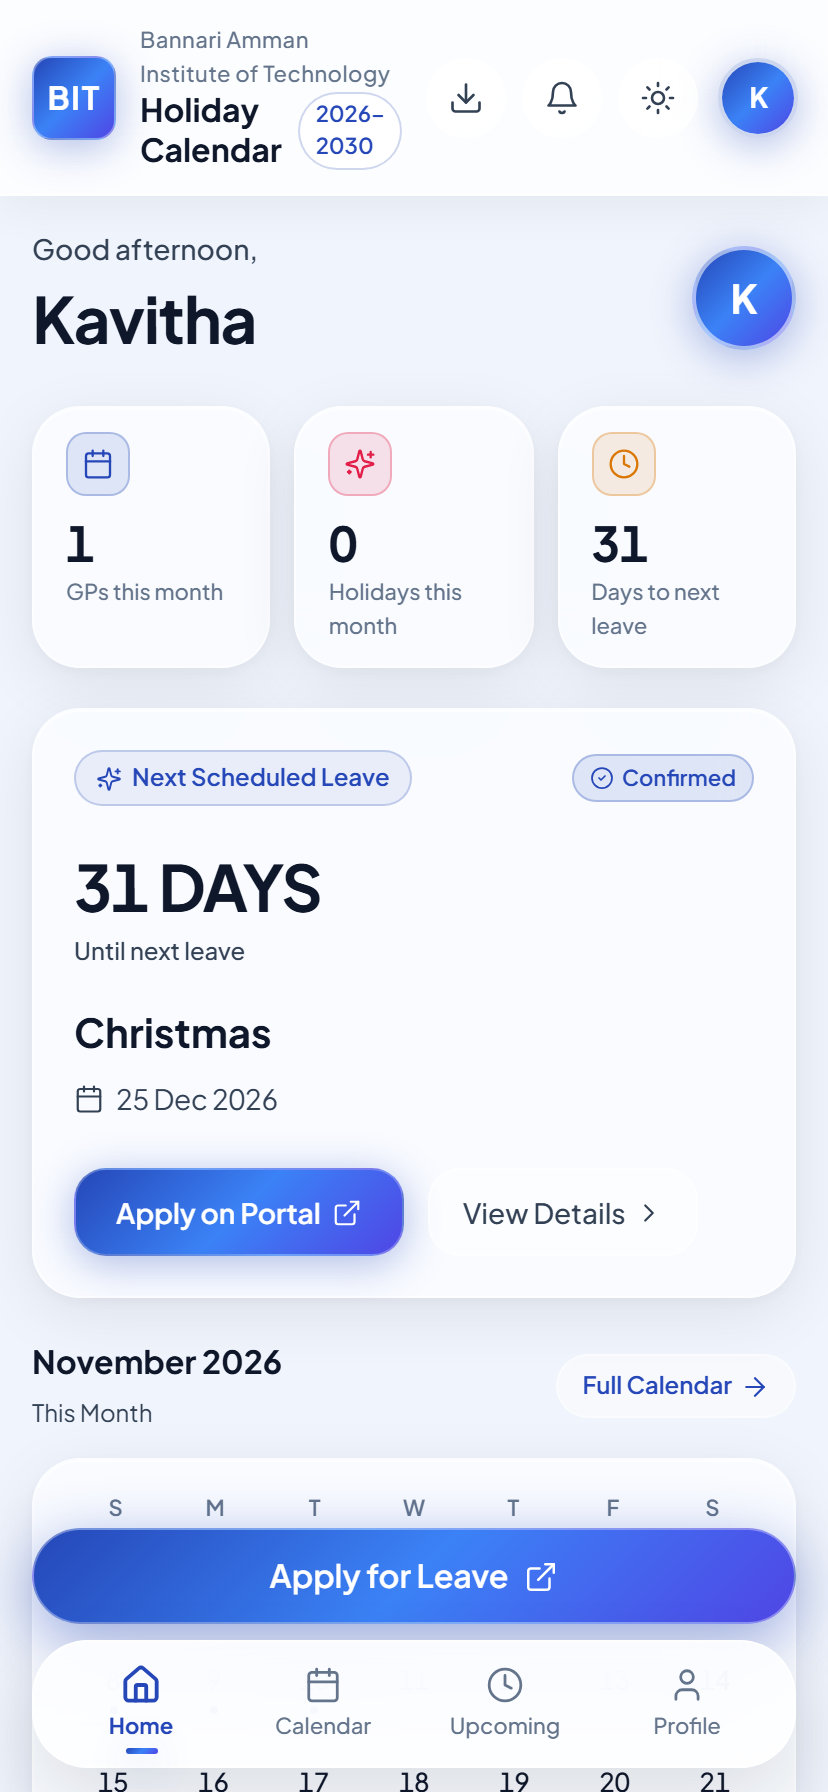 BIT
Bannari Amman
Institute of Technology
Holiday
Calendar
2026–
2030
K
Good afternoon,
Kavitha
K
1
GPs this month
0
Holidays this
month
31
Days to next
leave
Next Scheduled Leave
Confirmed
31 DAYS
Until next leave
Christmas
25 Dec 2026
Apply on Portal
View Details
November 2026
This Month
Full Calendar
S M T W T F S
Apply for Leave
Home
Calendar
Upcoming
Profile
15 16 17 18 19 20 21